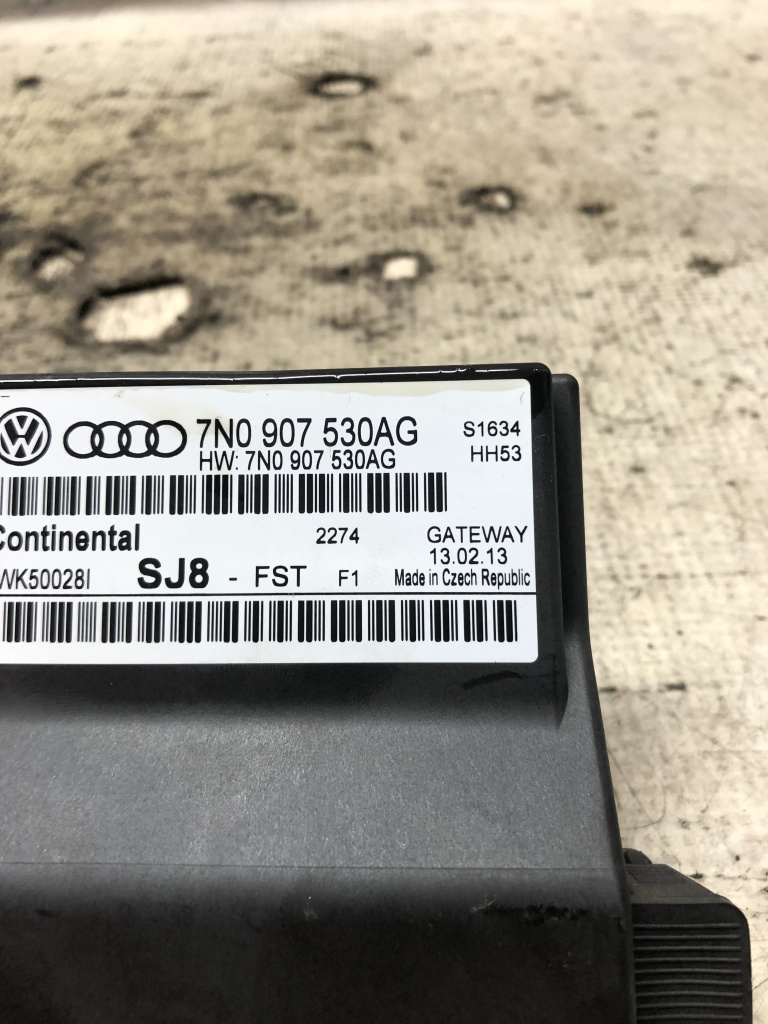 7N0 907 530AG S1634
HW: 7N0 907 530AG HH53
Continental 2274 GATEWAY
13.02.13
WK50028I SJ8 - FST F1 Made in Czech Republic